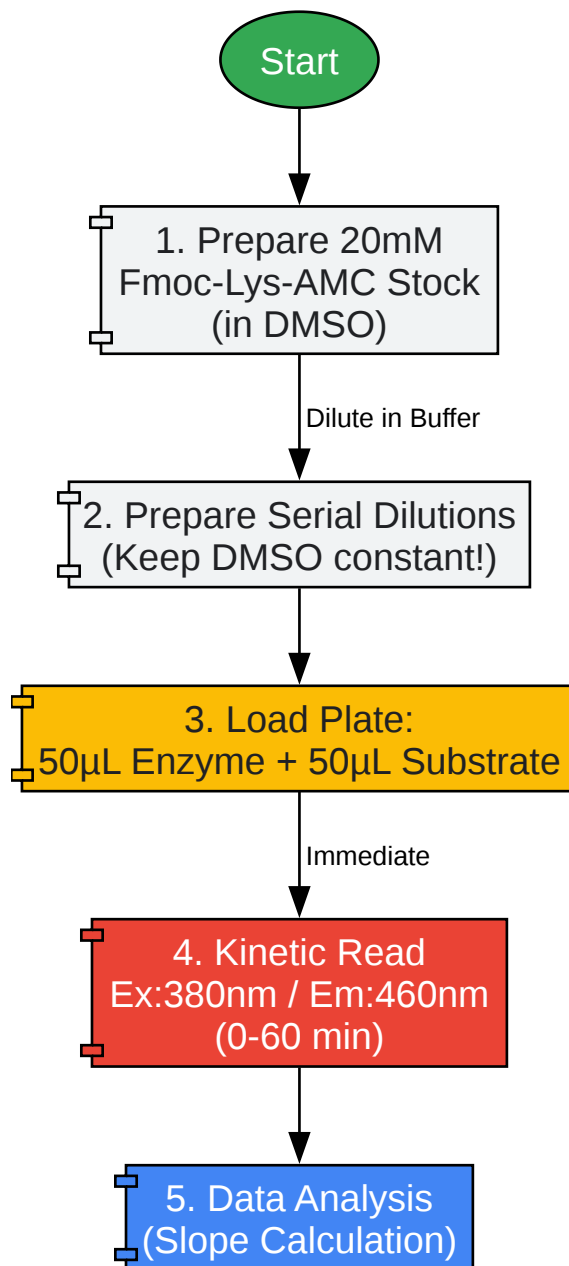 Start
1. Prepare 20mM
Fmoc-Lys-AMC Stock
(in DMSO)
Dilute in Buffer
2. Prepare Serial Dilutions
(Keep DMSO constant!)
3. Load Plate:
50µL Enzyme + 50µL Substrate
Immediate
4. Kinetic Read
Ex:380nm / Em:460nm
(0-60 min)
5. Data Analysis
(Slope Calculation)